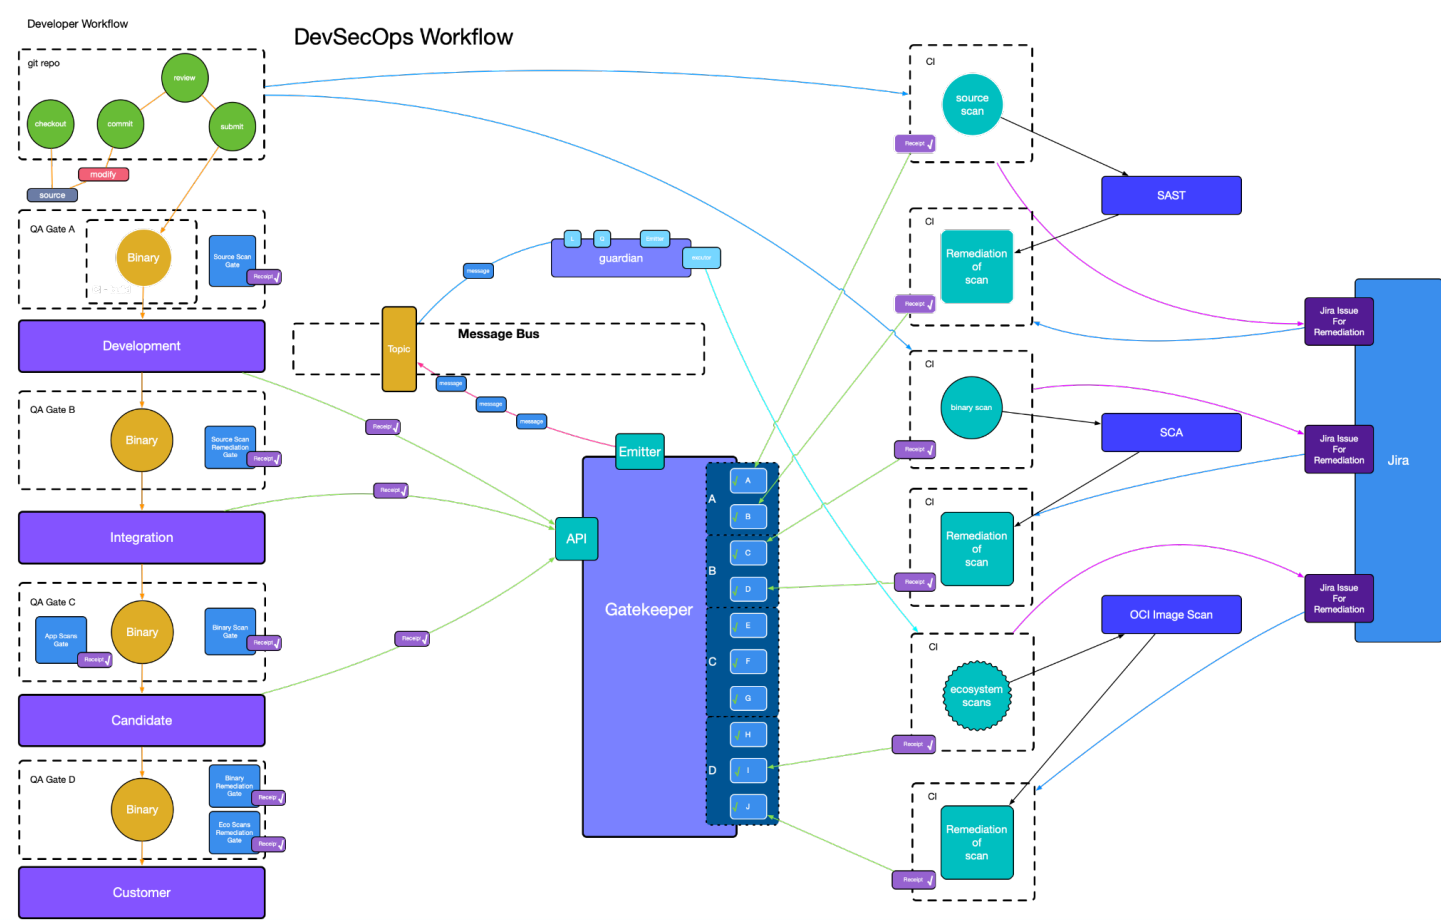 Developer Workflow
DevSecOps Workflow
git repo
review
checkout
commit
submit
modify
source
QA Gate A
Binary
Source Scan
Gate
Receipt
Development
QA Gate B
Binary
Source Scan
Remediation
Gate
Receipt
Integration
QA Gate C
App Scans
Gate
Receipt
Binary
Binary Scan
Gate
Receipt
Candidate
QA Gate D
Binary
Binary
Remediation
Gate
Receipt
Eco Scans
Remediation
Gate
Receipt
Customer
guardian
message
Message Bus
Topic
message
message
message
Receipt
Receipt
Receipt
Emitter
API
Gatekeeper
A
A
B
B
C
D
C
E
F
G
D
H
I
J
CI
source
scan
Receipt
SAST
CI
Remediation
of
scan
Receipt
CI
binary scan
Receipt
SCA
CI
Remediation
of
scan
Receipt
CI
ecosystem
scans
Receipt
OCI Image Scan
CI
Remediation
of
scan
Receipt
Jira Issue
For
Remediation
Jira Issue
For
Remediation
Jira Issue
For
Remediation
Jira